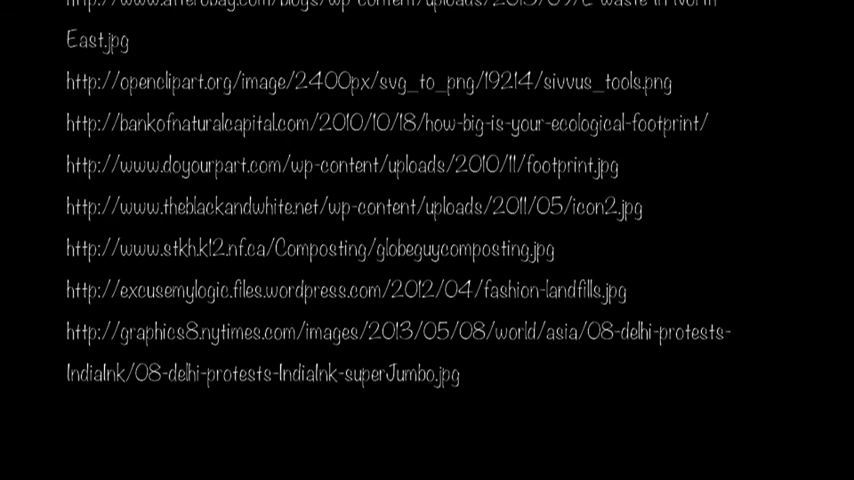 East.jpg
http://openclipart.org/image/2400px/svg_to_png/19214/sivvus_tools.png
http://bankofnaturalcapital.com/2010/10/18/how-big-is-your-ecological-footprint/
http://www.doyourpart.com/wp-content/uploads/2010/11/footprint.jpg
http://www.theblackandwhite.net/wp-content/uploads/2011/05/icon2.jpg
http://www.stkh.k12.nf.ca/Composting/globeguycomposting.jpg
http://excusemylogic.files.wordpress.com/2012/04/fashion-landfills.jpg
http://graphics8.nytimes.com/images/2013/05/08/world/asia/08-delhi-protests-
IndiaInk/08-delhi-protests-IndiaInk-superJumbo.jpg